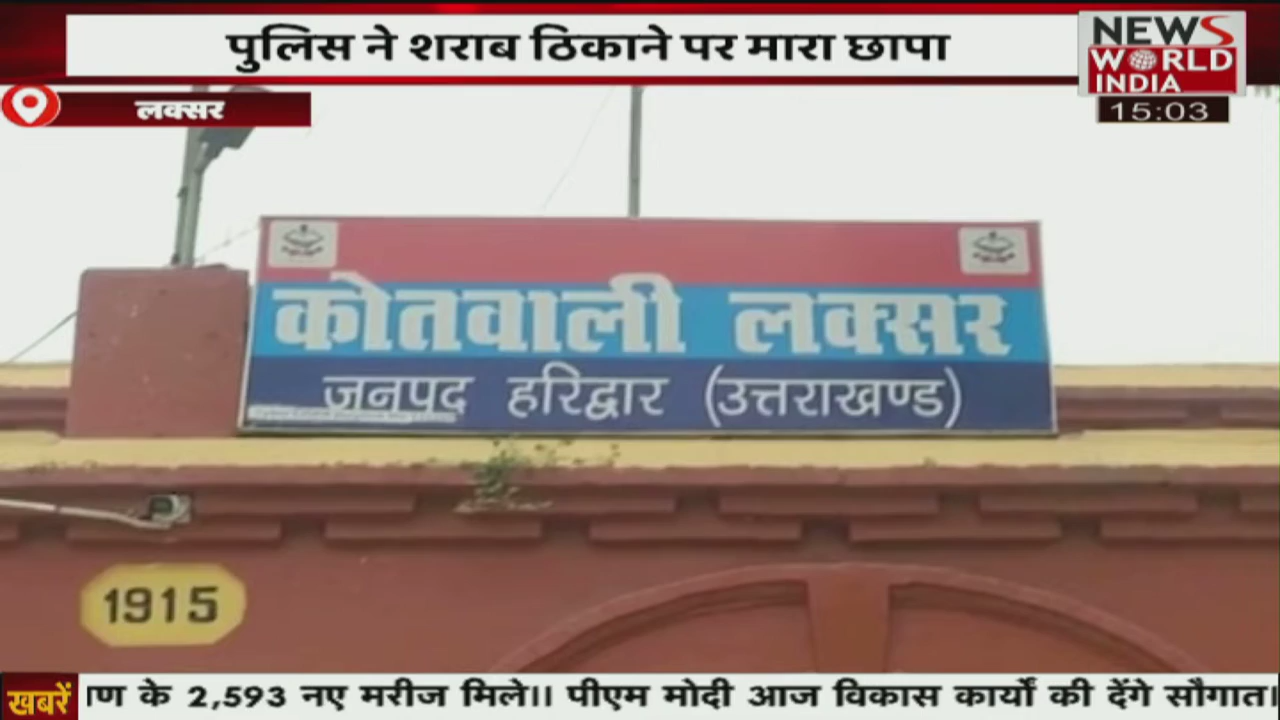 पुलिस ने शराब ठिकाने पर मारा छापा
NEWS
WORLD
INDIA
15:03
लक्सर
कोतवाली लक्सर
जनपद हरिद्वार (उत्तराखण्ड)
1915
खबरें
ण के 2,593 नए मरीज मिले।। पीएम मोदी आज विकास कार्यों की देंगे सौगात।